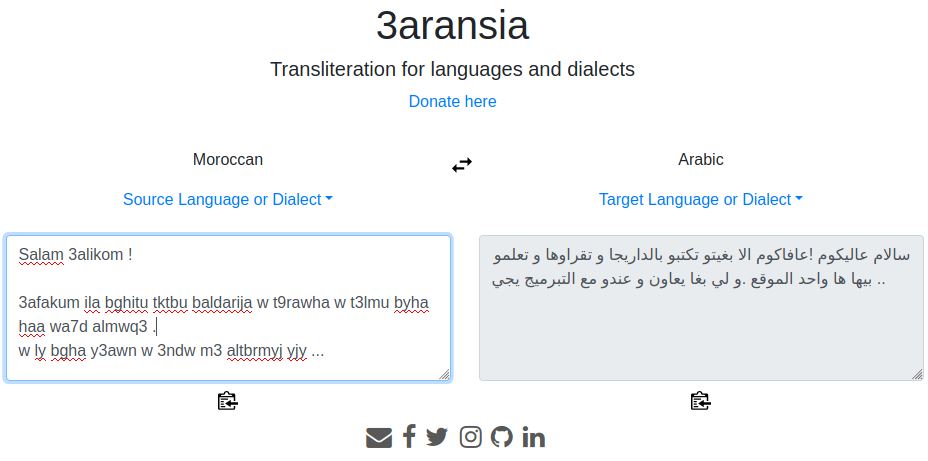 3aransia
Transliteration for languages and dialects
Donate here
Moroccan
Arabic
Source Language or Dialect
Target Language or Dialect
Salam 3alikom !
3afakum ila bghitu tktbu baldarija w t9rawha w t3lmu byha
haa wa7d almwq3 .
w ly bgha y3awn w 3ndw m3 altbrmyj yjy ...
سالام عاليكوم !عافاكوم الا بغيتو تكتبو بالداريجا و تقراوها و تعلمو
بيها ها واحد الموقع .و لي بغا يعاون و عندو مع التبرميج يجي ..